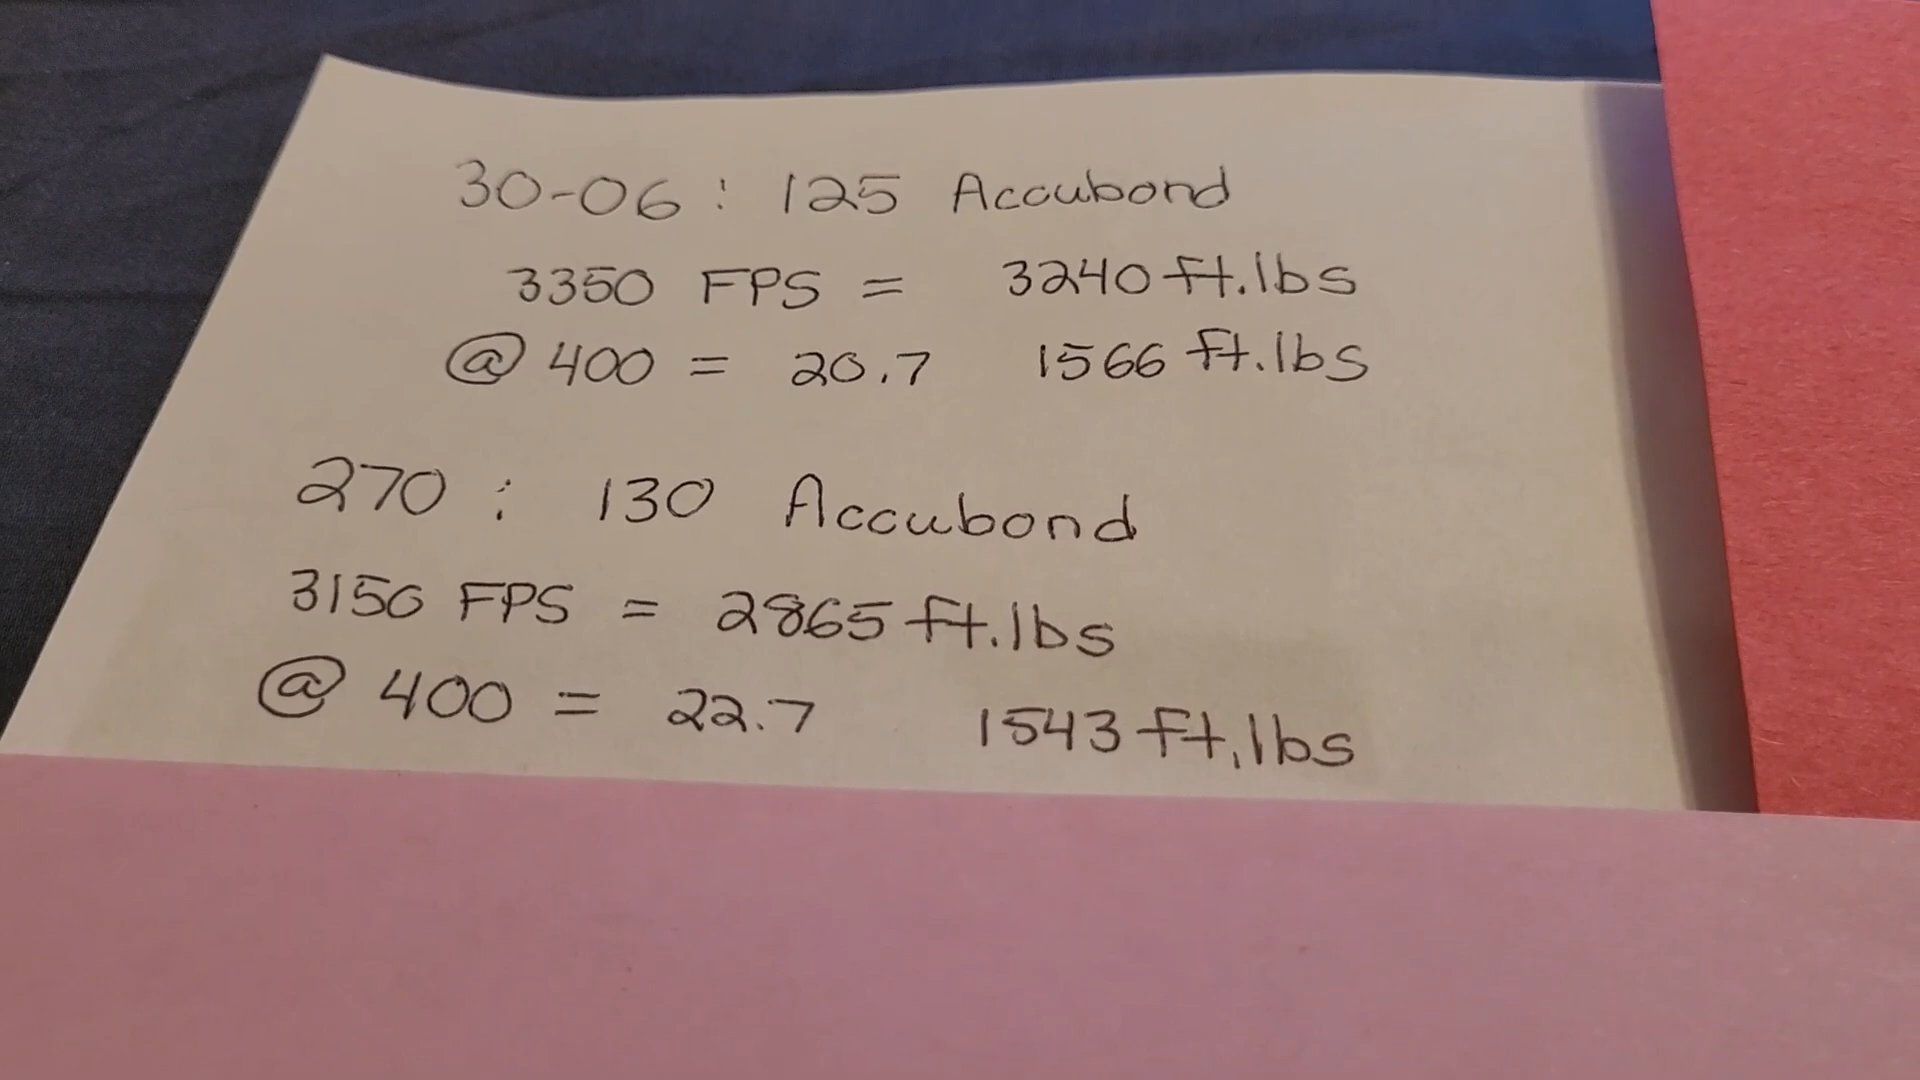 30-06 : 125 Accubond
3350 FPS = 3240 ft.lbs
@ 400 = 20.7 1566 ft.lbs
270 : 130 Accubond
3150 FPS = 2865 ft.lbs
@ 400 = 22.7 1543 ft.lbs